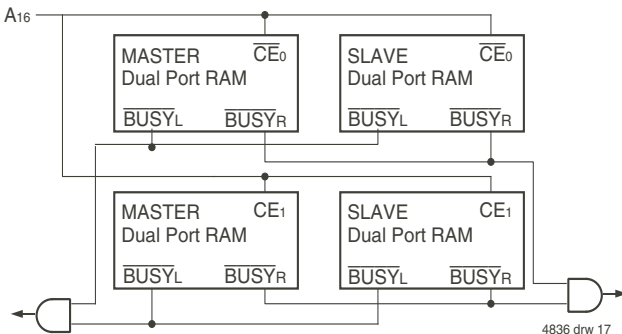 A16
MASTER CE0 SLAVE CE0
Dual Port RAM Dual Port RAM
BUSYL BUSYR BUSYL BUSYR
MASTER CE1 SLAVE CE1
Dual Port RAM Dual Port RAM
BUSYL BUSYR BUSYL BUSYR
4836 drw 17